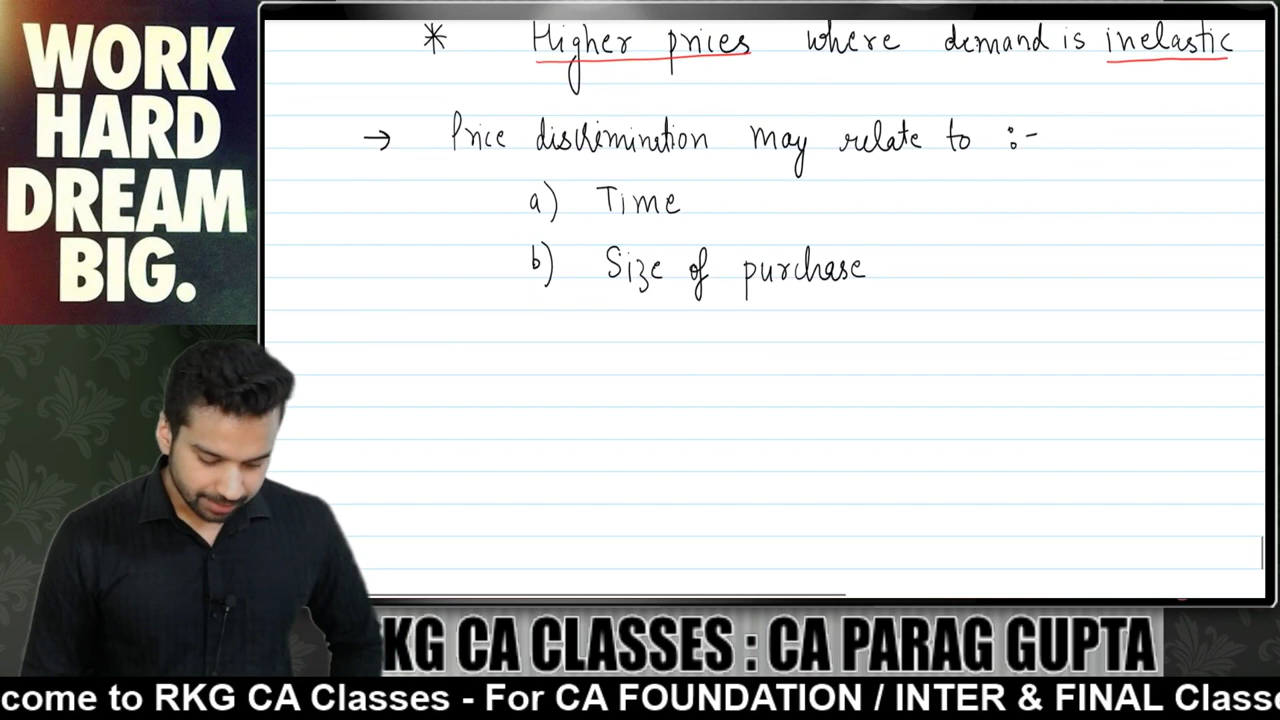 WORK
HARD
DREAM
BIG.
* Higher prices where demand is inelastic
→ Price discrimination may relate to :-
a) Time
b) Size of purchase
KG CA CLASSES : CA PARAG GUPTA
come to RKG CA Classes - For CA FOUNDATION / INTER & FINAL Classe